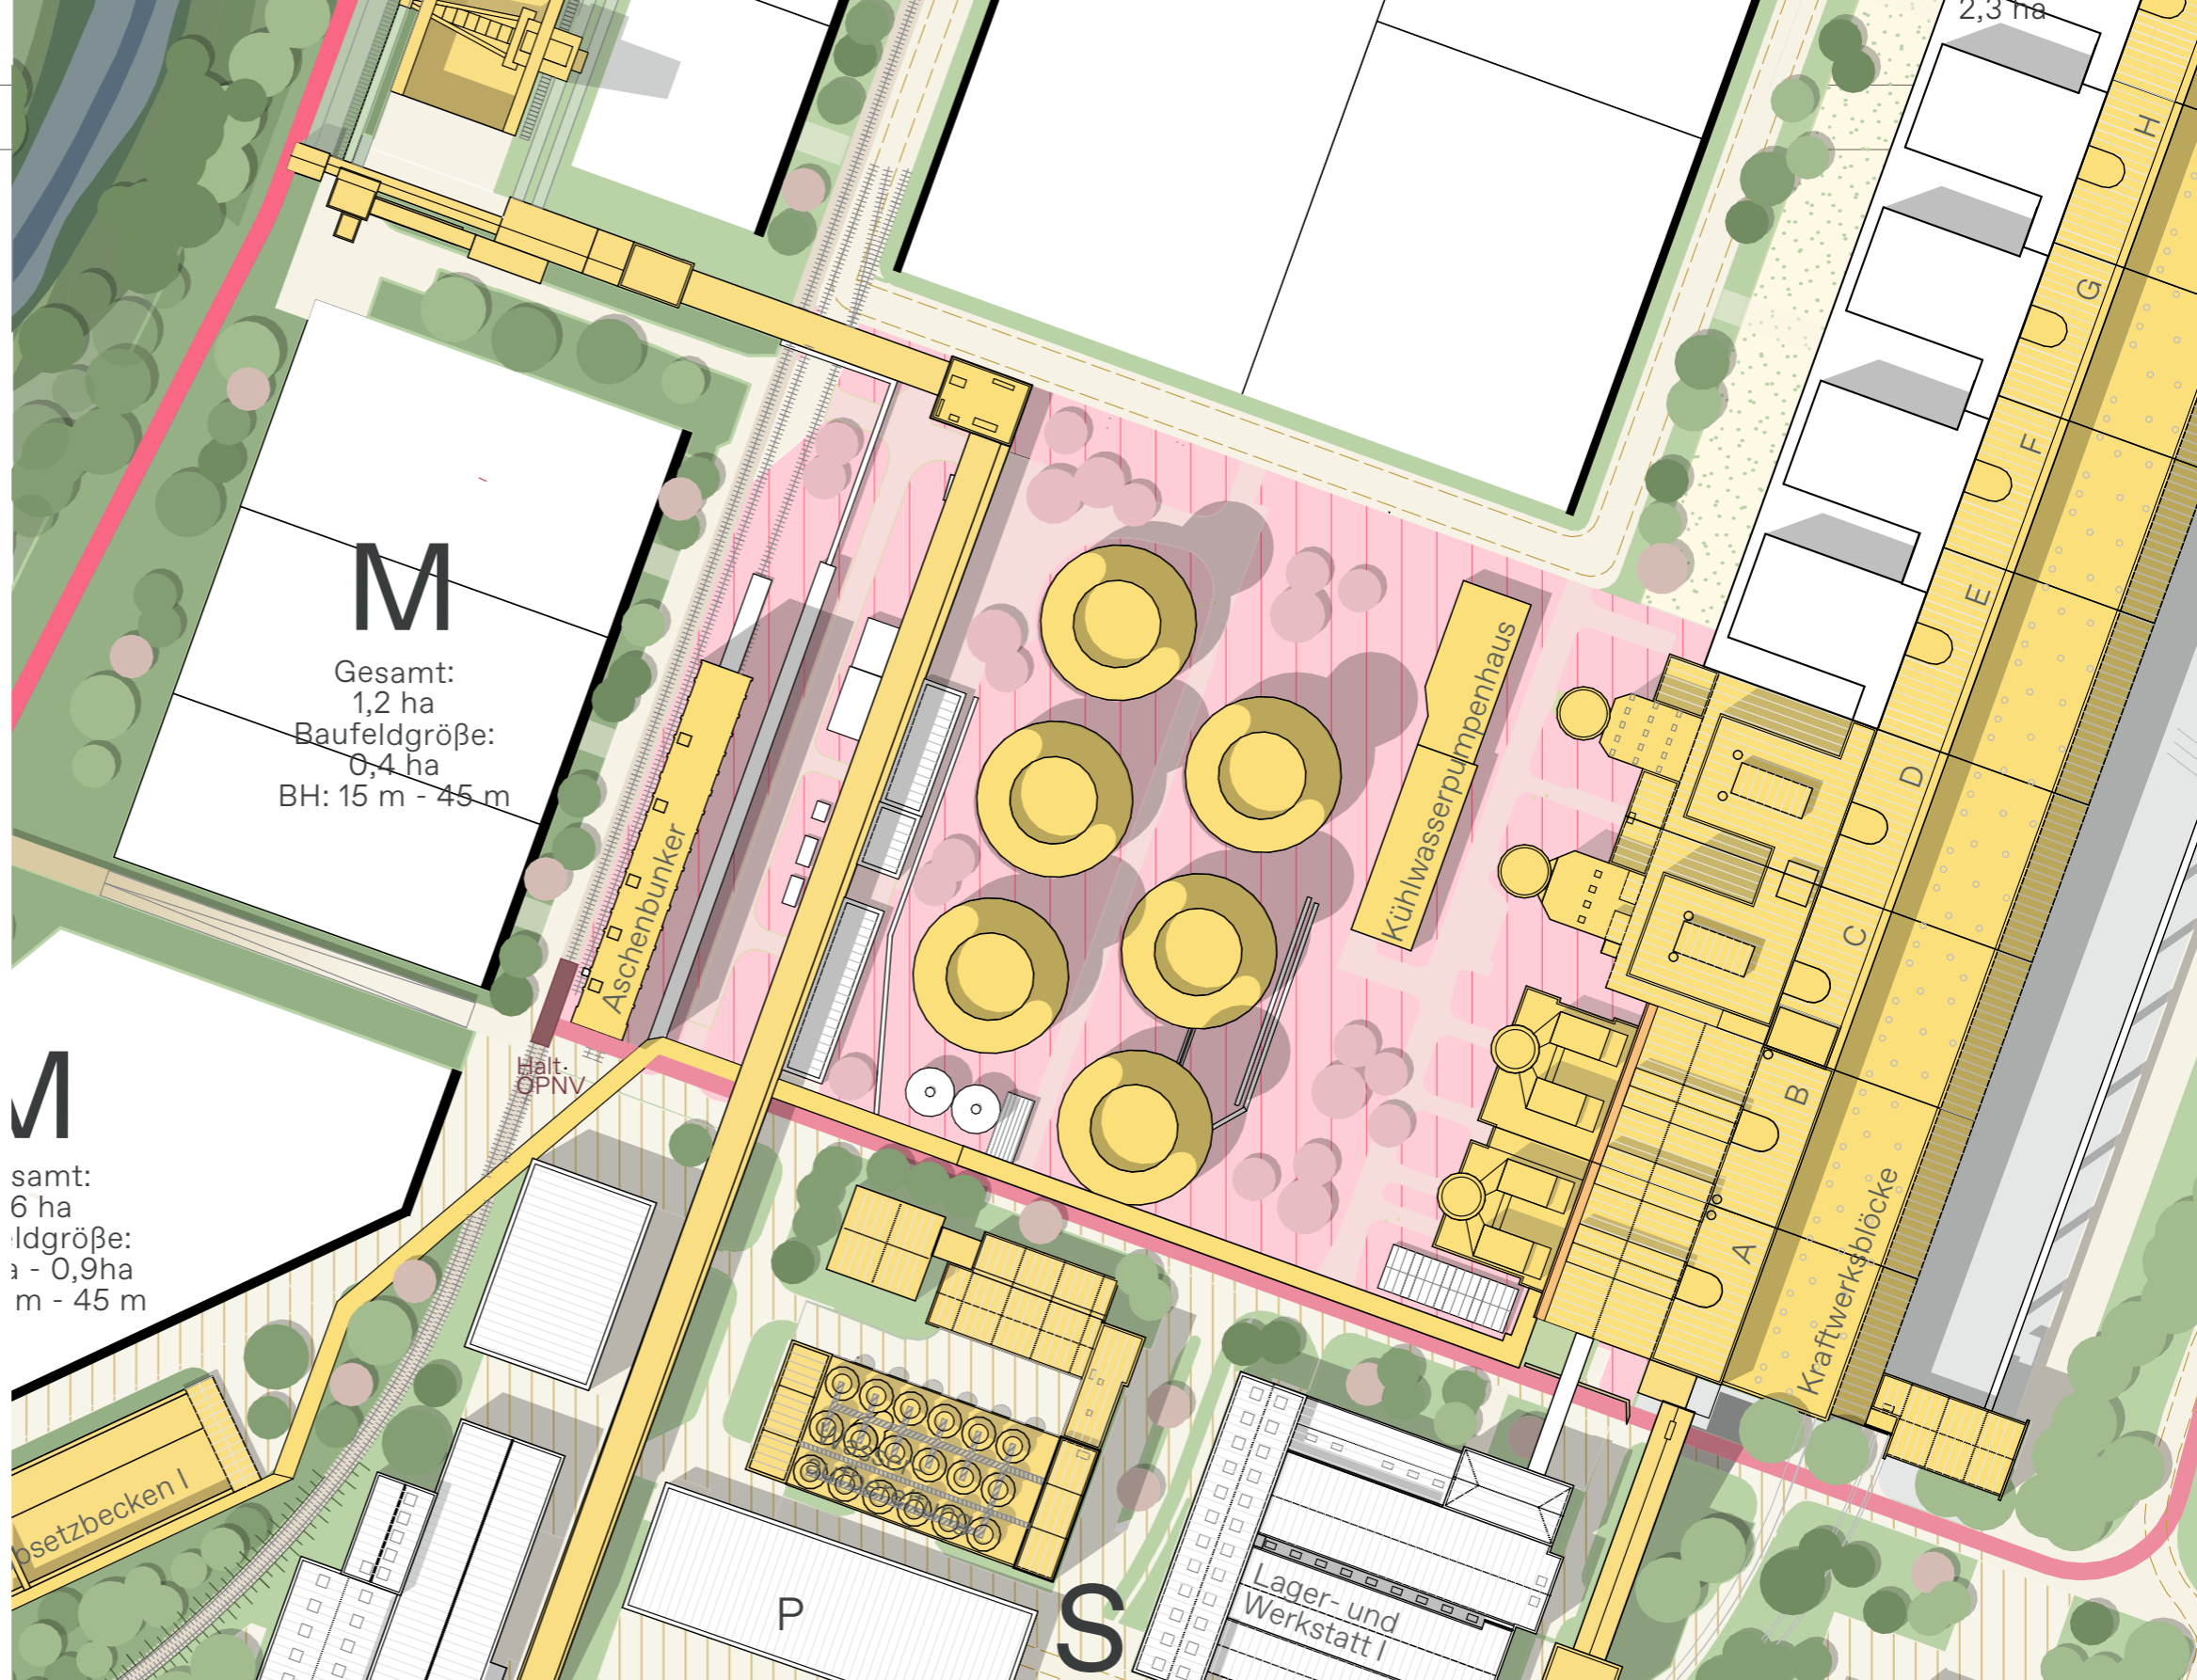 2,3 ha
H
G
F
E
D
C
B
A
Kraftwerksblöcke
Kühlwasserpumpenhaus
Aschenbunker
M
Gesamt:
1,2 ha
Baufeldgröße:
0,4 ha
BH: 15 m - 45 m
Halt.
ÖPNV
M
samt:
6 ha
ldgröße:
a - 0,9ha
m - 45 m
bsetzbecken I
Wasser
P
S
Lager- und
Werkstatt I